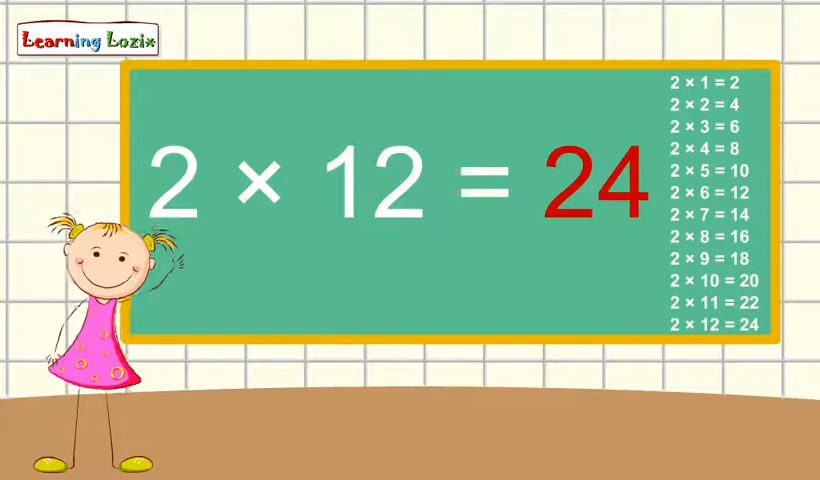 Learning Lozix
2 × 12 = 24
2 × 1 = 2
2 × 2 = 4
2 × 3 = 6
2 × 4 = 8
2 × 5 = 10
2 × 6 = 12
2 × 7 = 14
2 × 8 = 16
2 × 9 = 18
2 × 10 = 20
2 × 11 = 22
2 × 12 = 24